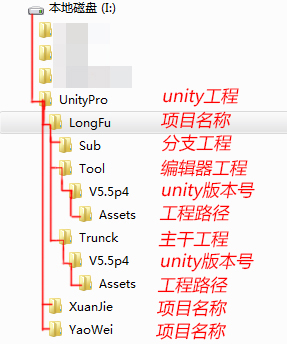 本地磁盘 (I:)
UnityPro unity工程
LongFu 项目名称
Sub 分支工程
Tool 编辑器工程
V5.5p4 unity版本号
Assets 工程路径
Trunck 主干工程
V5.5p4 unity版本号
Assets 工程路径
XuanJie 项目名称
YaoWei 项目名称